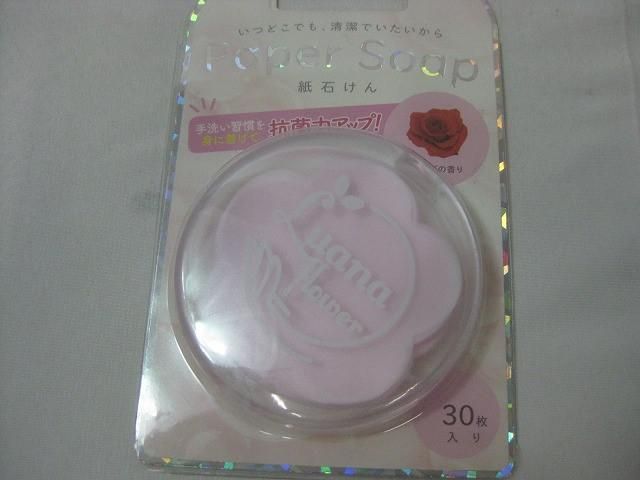 いつどこでも、清潔でいたいから
Paper Soap
紙石けん
手洗い習慣を
身に着けて
抗菌力アップ!
の香り
Luana
flower
30枚
入り